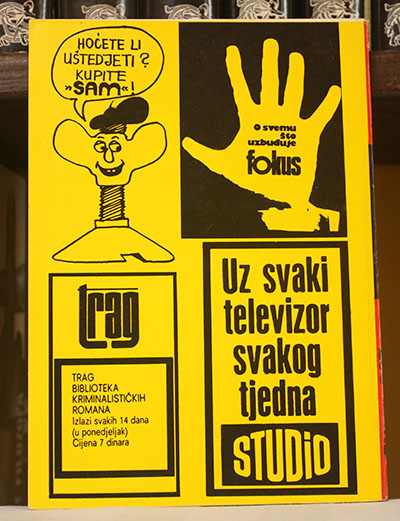 HOĆETE LI
UŠTEDJETI?
KUPITE
»SAM«!
O svemu
što
uzbuđuje
fokus
trag
TRAG
BIBLIOTEKA
KRIMINALISTIČKIH
ROMANA
Izlazi svakih 14 dana
(u ponedjeljak)
Cijena 7 dinara
Uz svaki
televizor
svakog
tjedna
STUDiO